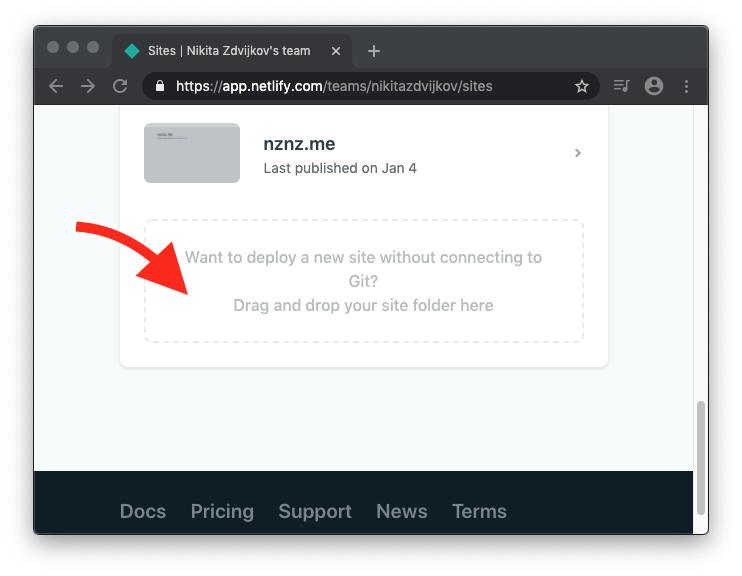 Sites | Nikita Zdvijkov's team
https://app.netlify.com/teams/nikitazdvijkov/sites
nznz.me
Last published on Jan 4
Want to deploy a new site without connecting to
Git?
Drag and drop your site folder here
Docs Pricing Support News Terms